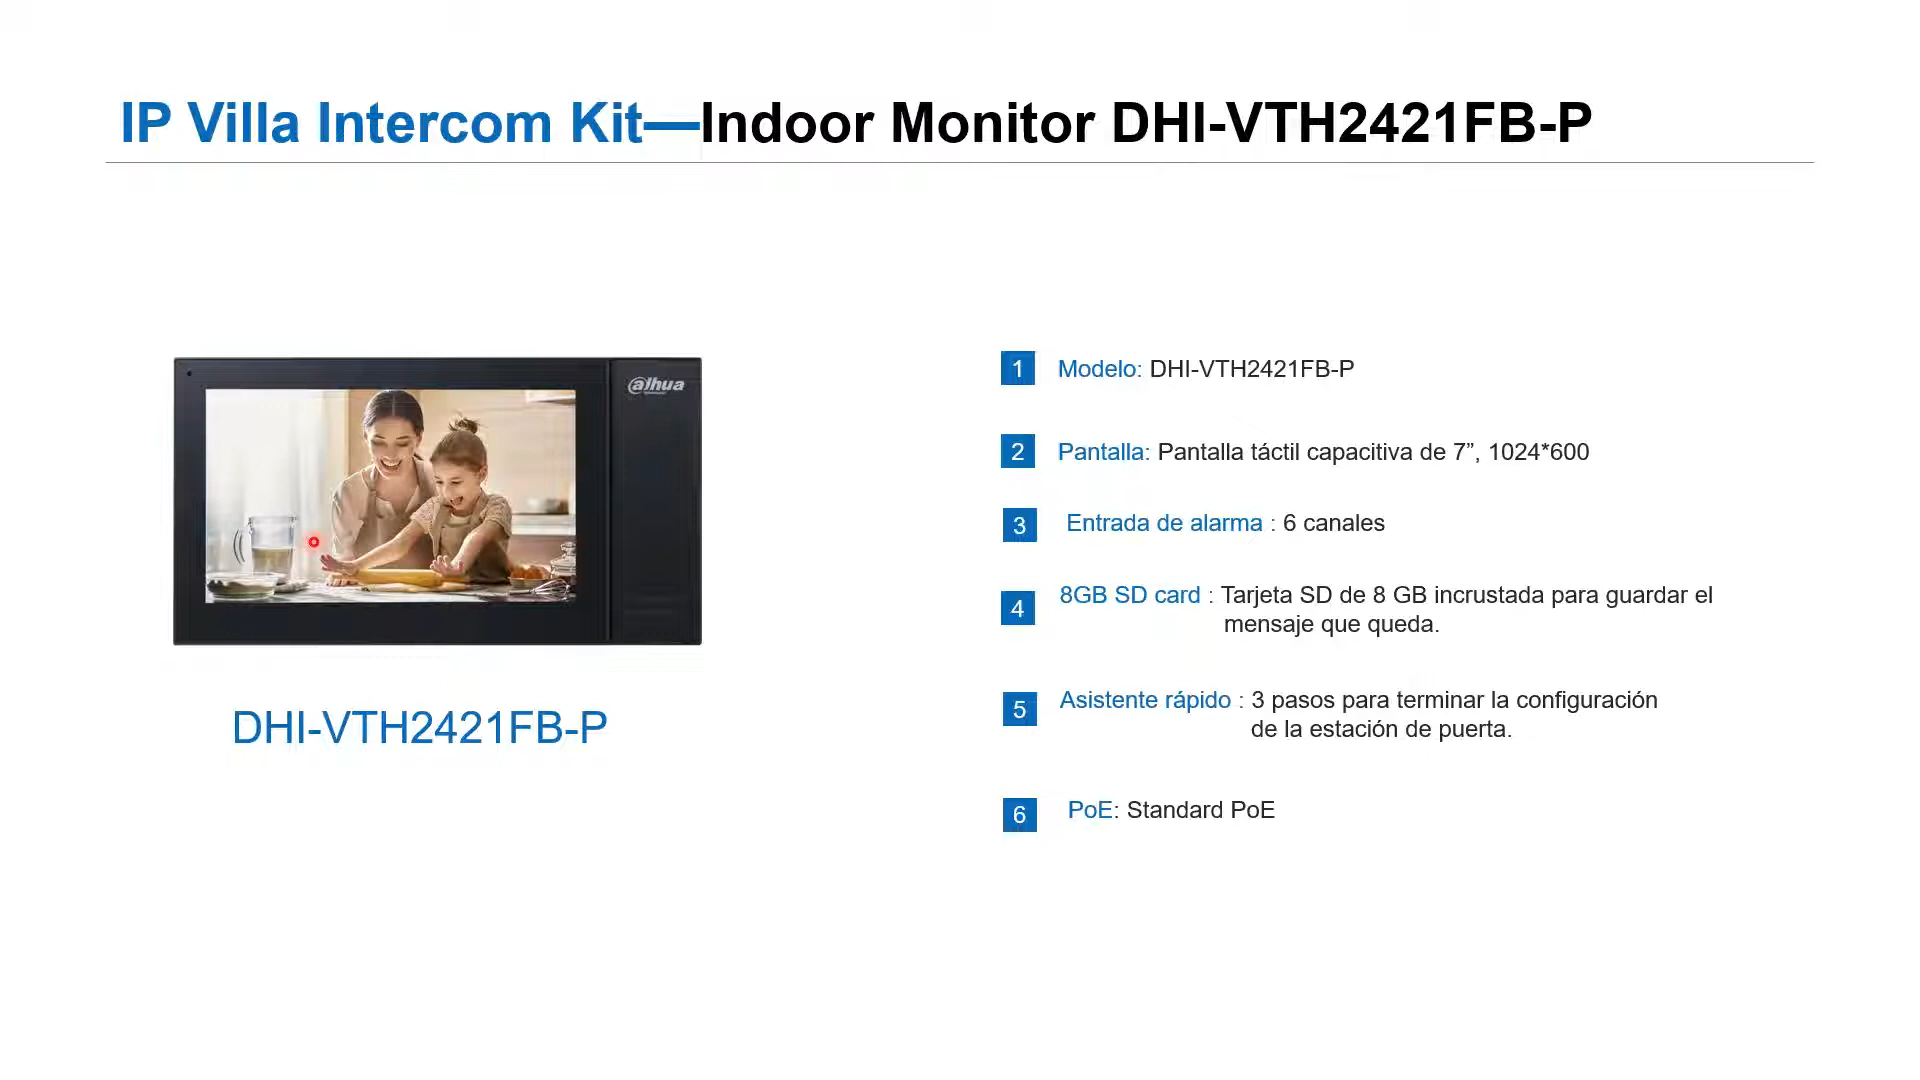 IP Villa Intercom Kit—Indoor Monitor DHI-VTH2421FB-P
alhua
DHI-VTH2421FB-P
1 Modelo: DHI-VTH2421FB-P
2 Pantalla: Pantalla táctil capacitiva de 7”, 1024*600
3 Entrada de alarma : 6 canales
4 8GB SD card : Tarjeta SD de 8 GB incrustada para guardar el
mensaje que queda.
5 Asistente rápido : 3 pasos para terminar la configuración
de la estación de puerta.
6 PoE: Standard PoE